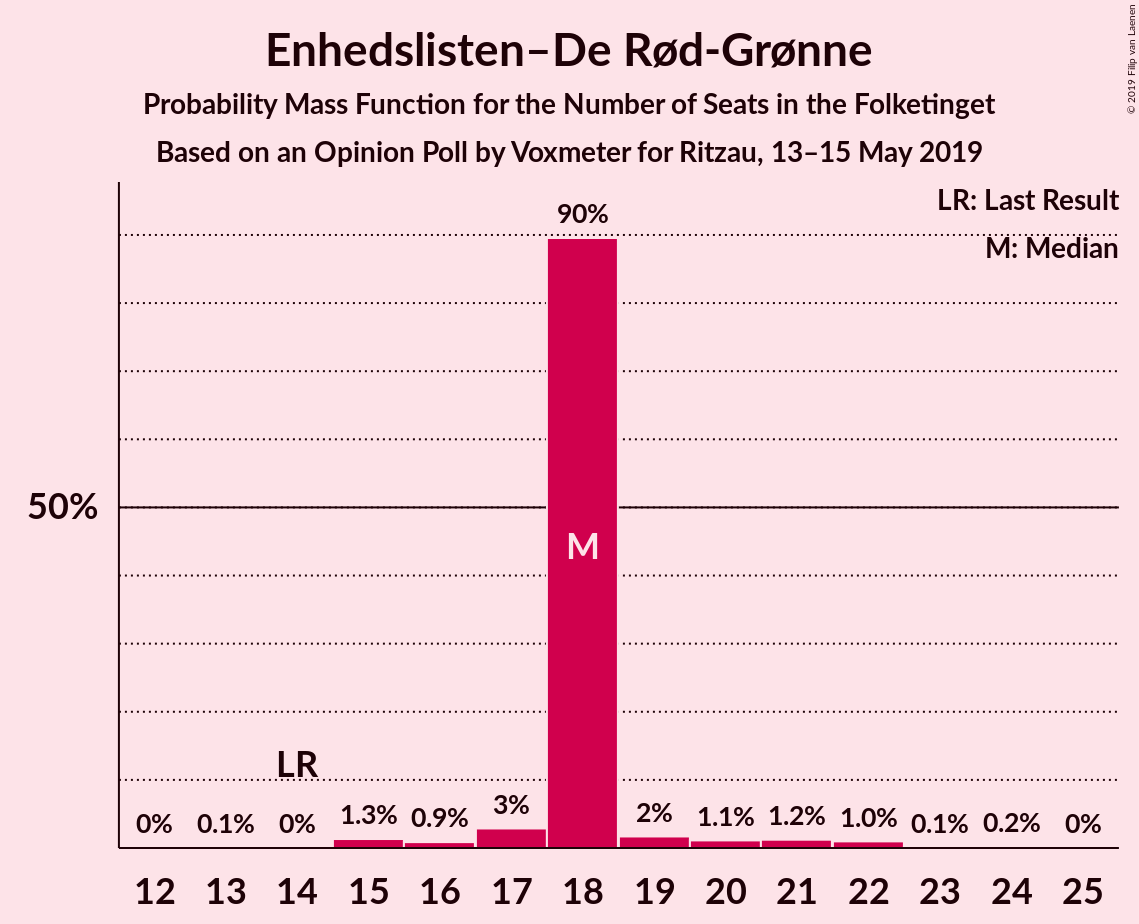 Enhedslisten–De Rød-Grønne
Probability Mass Function for the Number of Seats in the Folketinget
Based on an Opinion Poll by Voxmeter for Ritzau, 13–15 May 2019
© 2019 Filip van Laenen
LR: Last Result
M: Median
90%
50%
M
LR
0% 0.1% 0% 1.3% 0.9% 3% 2% 1.1% 1.2% 1.0% 0.1% 0.2% 0%
12 13 14 15 16 17 18 19 20 21 22 23 24 25